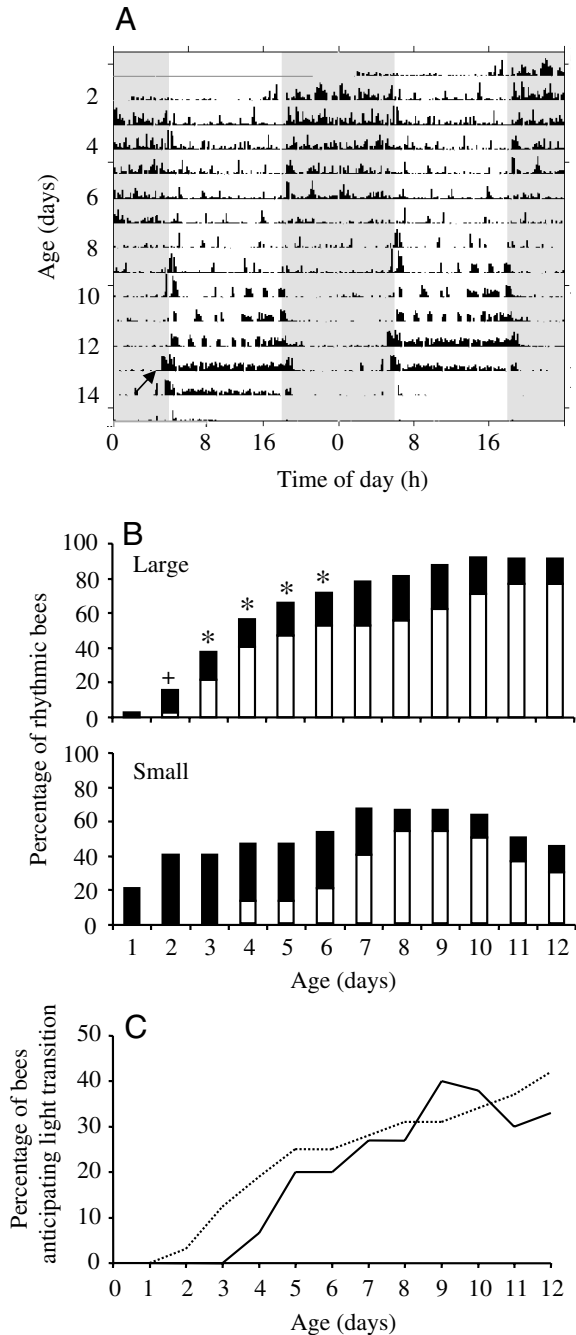 A
2
4
6
8
10
12
14
Age (days)
0 8 16 0 8 16
Time of day (h)
B
Large
100
80
60
40
20
0
+ * * * *
Small
100
80
60
40
20
0
Percentage of rhythmic bees
1 2 3 4 5 6 7 8 9 10 11 12
Age (days)
C
50
40
30
20
10
0
Percentage of bees
anticipating light transition
0 1 2 3 4 5 6 7 8 9 10 11 12
Age (days)